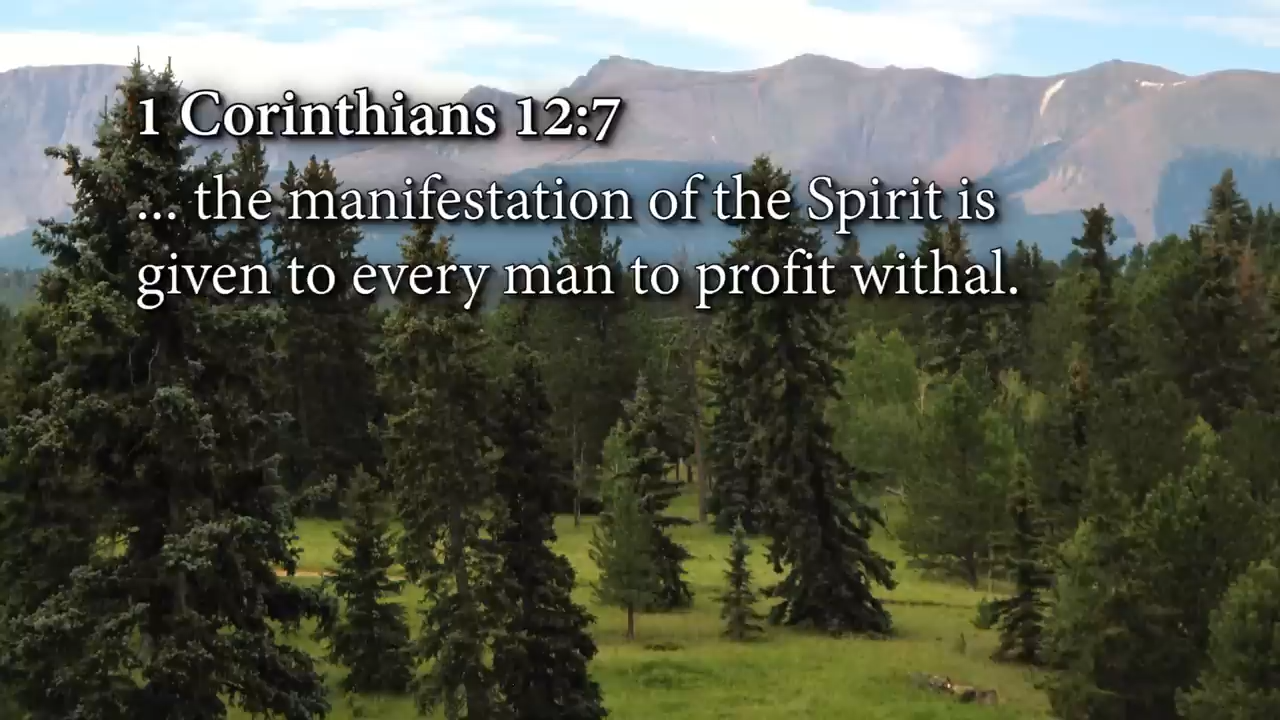 1 Corinthians 12:7
... the manifestation of the Spirit is
given to every man to profit withal.